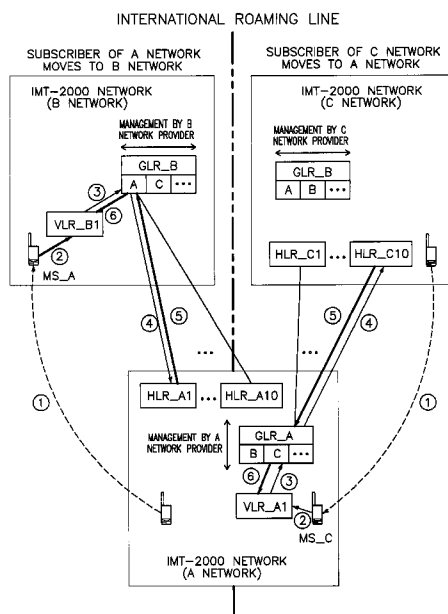 INTERNATIONAL ROAMING LINE
SUBSCRIBER OF A NETWORK
MOVES TO B NETWORK
SUBSCRIBER OF C NETWORK
MOVES TO A NETWORK
IMT-2000 NETWORK
(B NETWORK)
MANAGEMENT BY B
NETWORK PROVIDER
GLR_B
A C ...
③
⑥
VLR_B1
②
MS_A
④
⑤
①
IMT-2000 NETWORK
(C NETWORK)
MANAGEMENT BY C
NETWORK PROVIDER
GLR_B
A B ...
HLR_C1 ... HLR_C10
⑤
④
①
...
...
HLR_A1 ... HLR_A10
MANAGEMENT BY A
NETWORK PROVIDER
GLR_A
B C ...
⑥
③
VLR_A1
②
MS_C
IMT-2000 NETWORK
(A NETWORK)